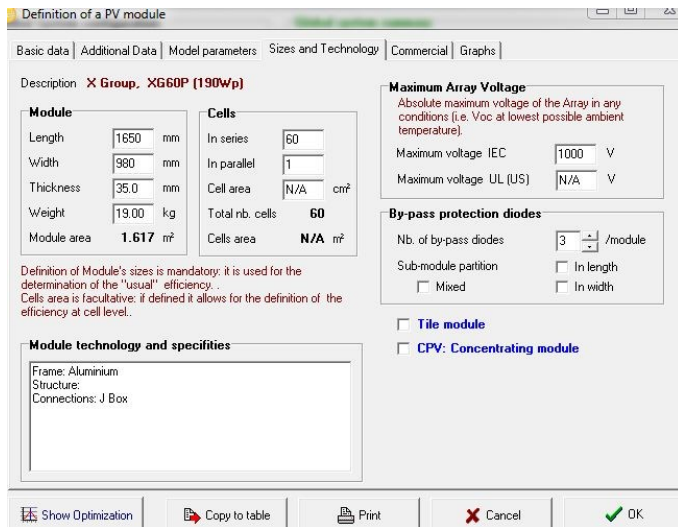 Definition of a PV module
Basic data Additional Data Model parameters Sizes and Technology Commercial Graphs
Description X Group, XG60P (190Wp)
Module
Length 1650 mm
Width 980 mm
Thickness 35.0 mm
Weight 19.00 kg
Module area 1.617 m²
Cells
In series 60
In parallel 1
Cell area N/A cm²
Total nb. cells 60
Cells area N/A m²
Definition of Module's sizes is mandatory: it is used for the
determination of the "usual" efficiency. .
Cells area is facultative: if defined it allows for the definition of the
efficiency at cell level..
Module technology and specifities
Frame: Aluminium
Structure:
Connections: J Box
Maximum Array Voltage
Absolute maximum voltage of the Array in any
conditions (i.e. Voc at lowest possible ambient
temperature).
Maximum voltage IEC 1000 V
Maximum voltage UL (US) N/A V
By-pass protection diodes
Nb. of by-pass diodes 3 /module
Sub-module partition In length
Mixed In width
Tile module
CPV: Concentrating module
Show Optimization Copy to table Print Cancel OK